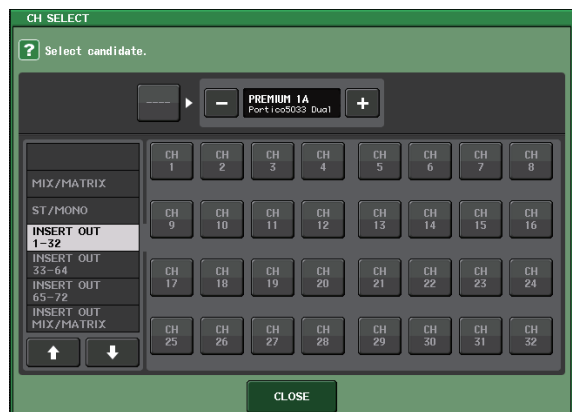 CH SELECT
? Select candidate.
----
− PREMIUM 1A +
Portico5033 Dual
MIX/MATRIX
ST/MONO
INSERT OUT
1-32
INSERT OUT
33-64
INSERT OUT
65-72
INSERT OUT
MIX/MATRIX
CH 1
CH 2
CH 3
CH 4
CH 5
CH 6
CH 7
CH 8
CH 9
CH 10
CH 11
CH 12
CH 13
CH 14
CH 15
CH 16
CH 17
CH 18
CH 19
CH 20
CH 21
CH 22
CH 23
CH 24
CH 25
CH 26
CH 27
CH 28
CH 29
CH 30
CH 31
CH 32
CLOSE